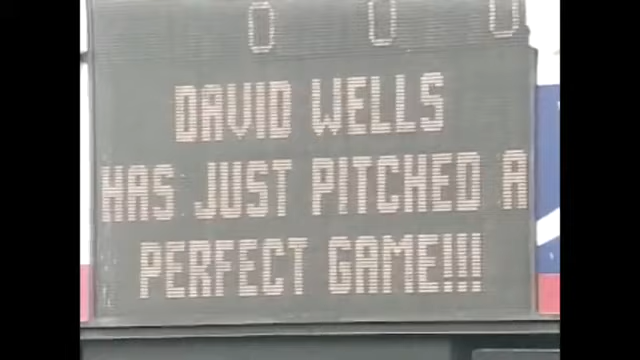 0 0 0
DAVID WELLS
HAS JUST PITCHED A
PERFECT GAME!!!